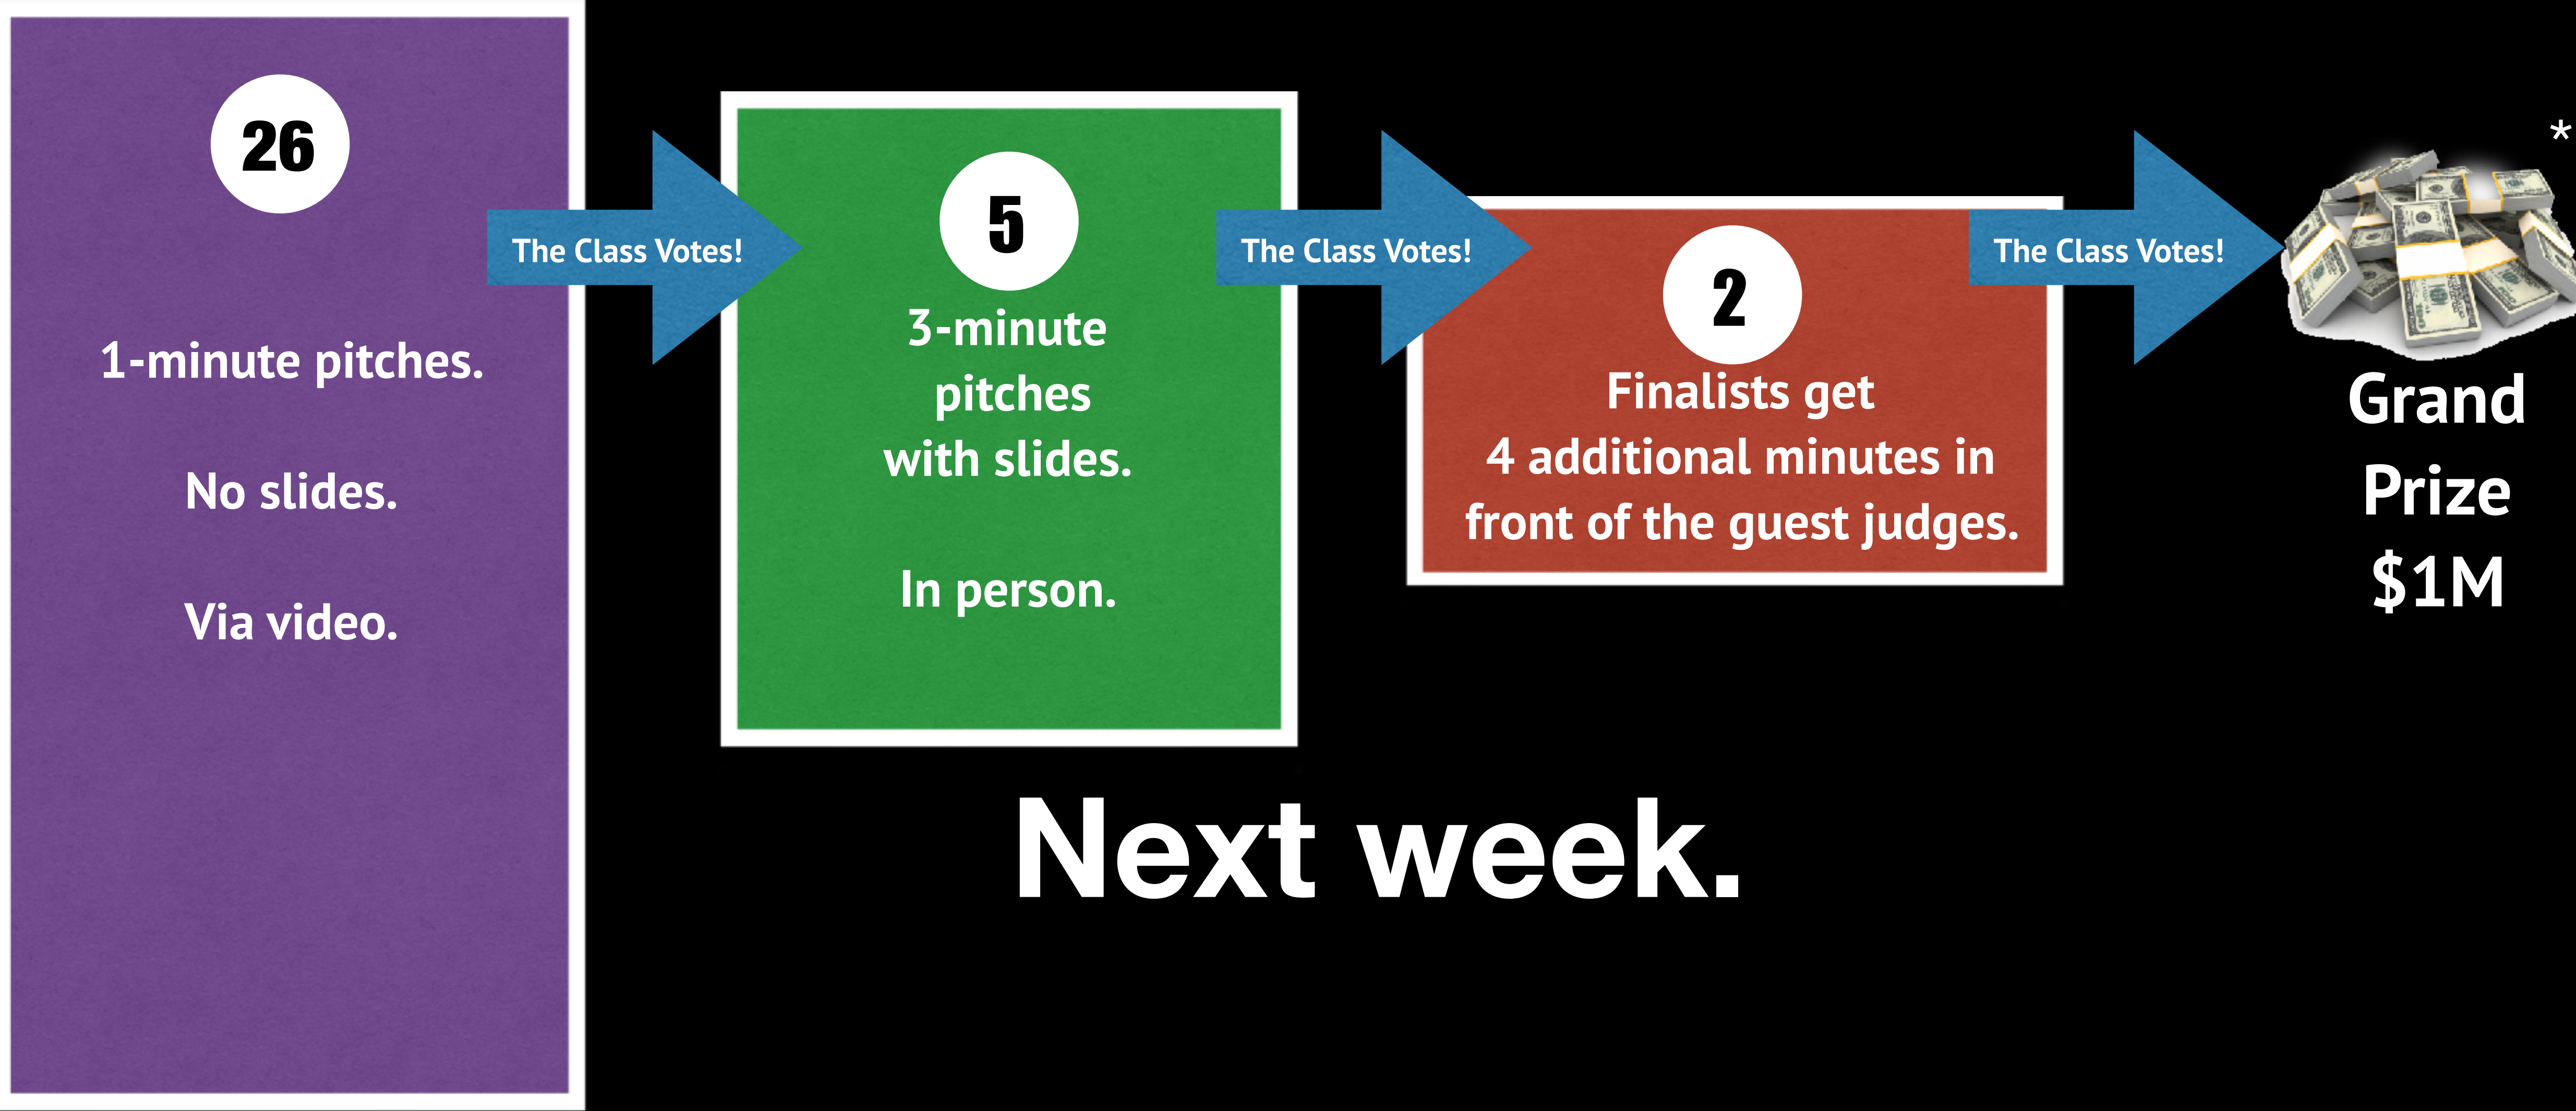 26
1-minute pitches.
No slides.
Via video.
The Class Votes!
5
3-minute
pitches
with slides.
In person.
The Class Votes!
2
Finalists get
4 additional minutes in
front of the guest judges.
The Class Votes!
*
Grand
Prize
$1M
Next week.